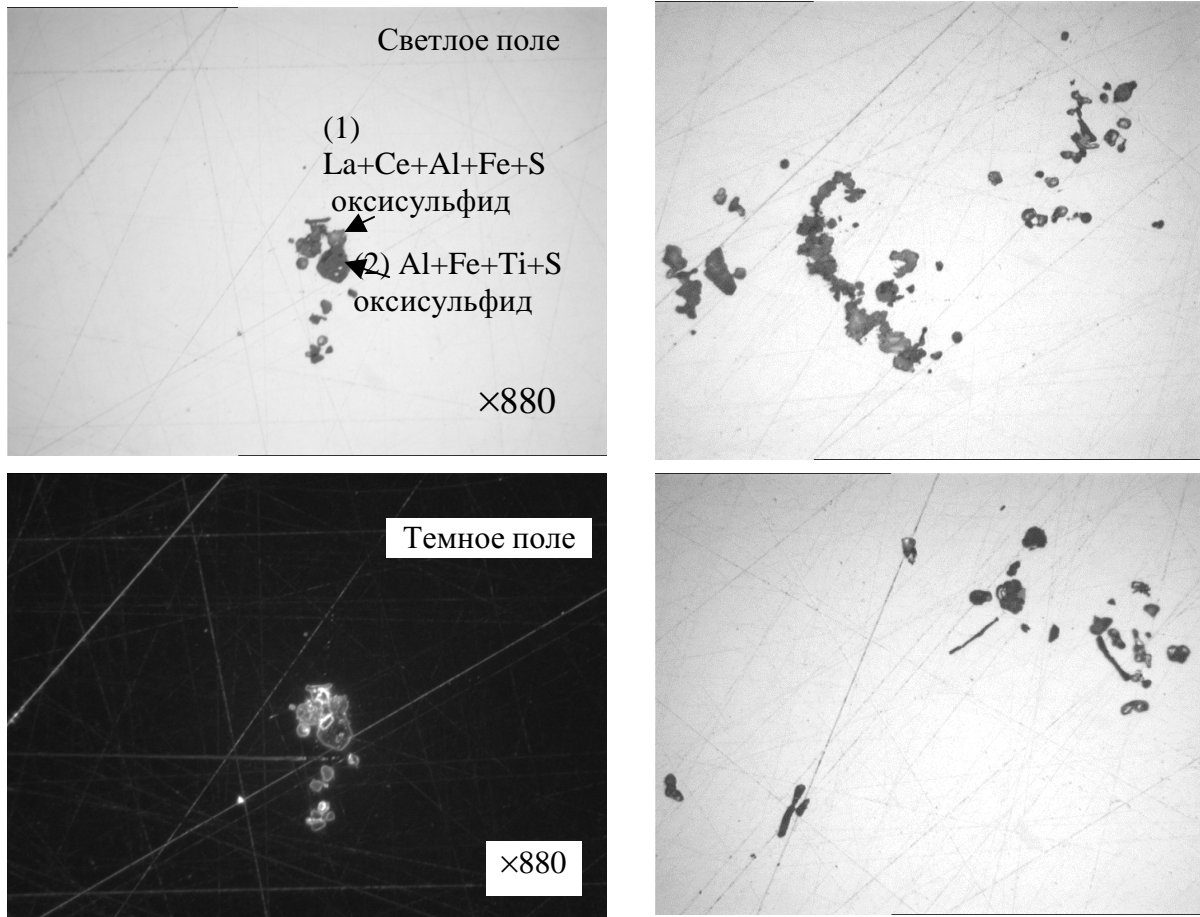 Светлое поле
(1)
La+Ce+Al+Fe+S
оксисульфид
(2) Al+Fe+Ti+S
оксисульфид
×880
Темное поле
×880